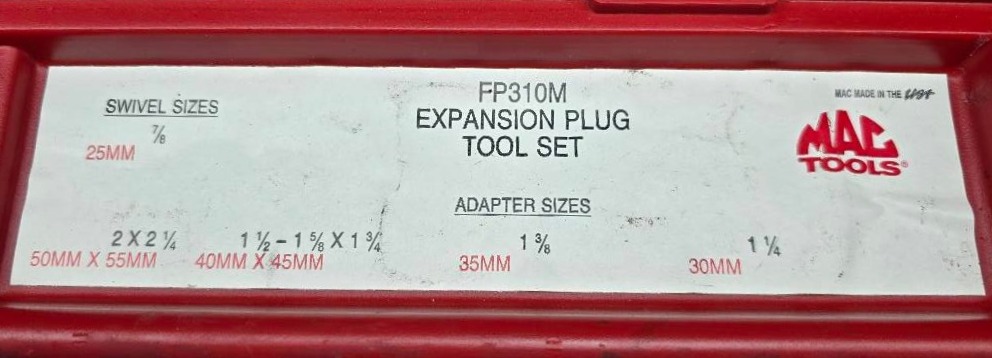 SWIVEL SIZES
7/8
25MM
FP310M
EXPANSION PLUG
TOOL SET
MAC MADE IN THE
MAC
TOOLS®
ADAPTER SIZES
2 X 2 1/4
50MM X 55MM
1 1/2 – 1 5/8 X 1 3/4
40MM X 45MM
1 3/8
35MM
1 1/4
30MM